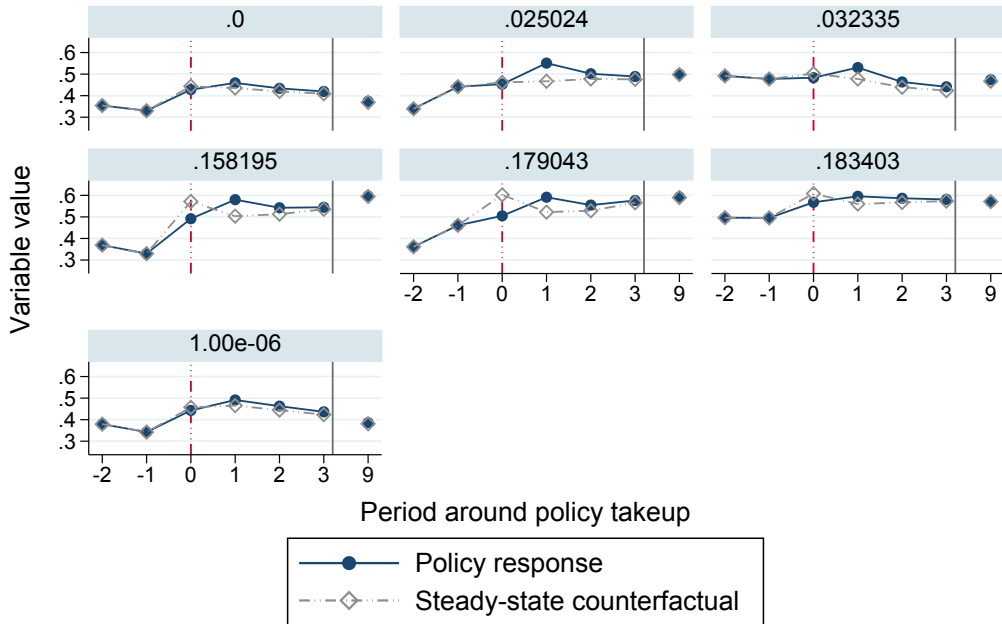 .0
.025024
.032335
.6
.5
.4
.3
.158195
.179043
.183403
.6
.5
.4
.3
-2 -1 0 1 2 3 9
-2 -1 0 1 2 3 9
1.00e-06
.6
.5
.4
.3
-2 -1 0 1 2 3 9
Variable value
Period around policy takeup
Policy response
Steady-state counterfactual